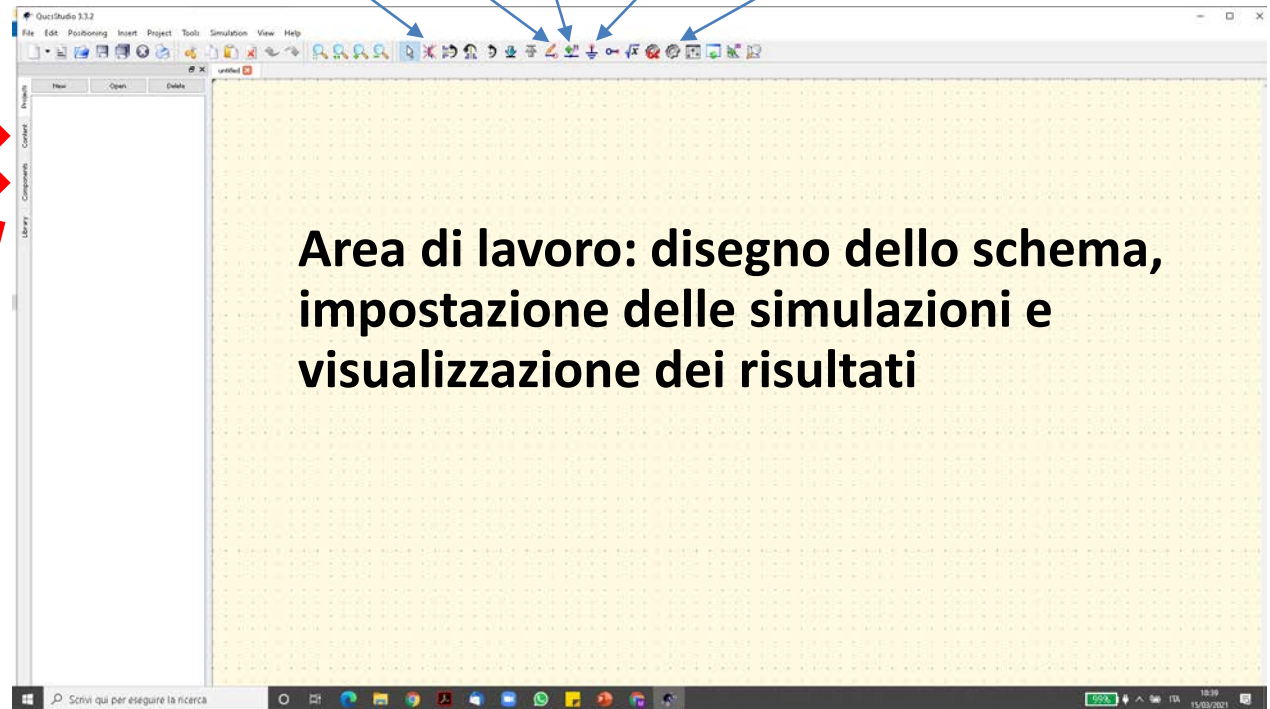 QucsStudio 3.3.2
File Edit Positioning Insert Project Tools Simulation View Help
untitled
New Open Delete
Projects
Content
Components
Library
Area di lavoro: disegno dello schema,
impostazione delle simulazioni e
visualizzazione dei risultati
Scrivi qui per eseguire la ricerca
99%
ITA
18:39
15/03/2021